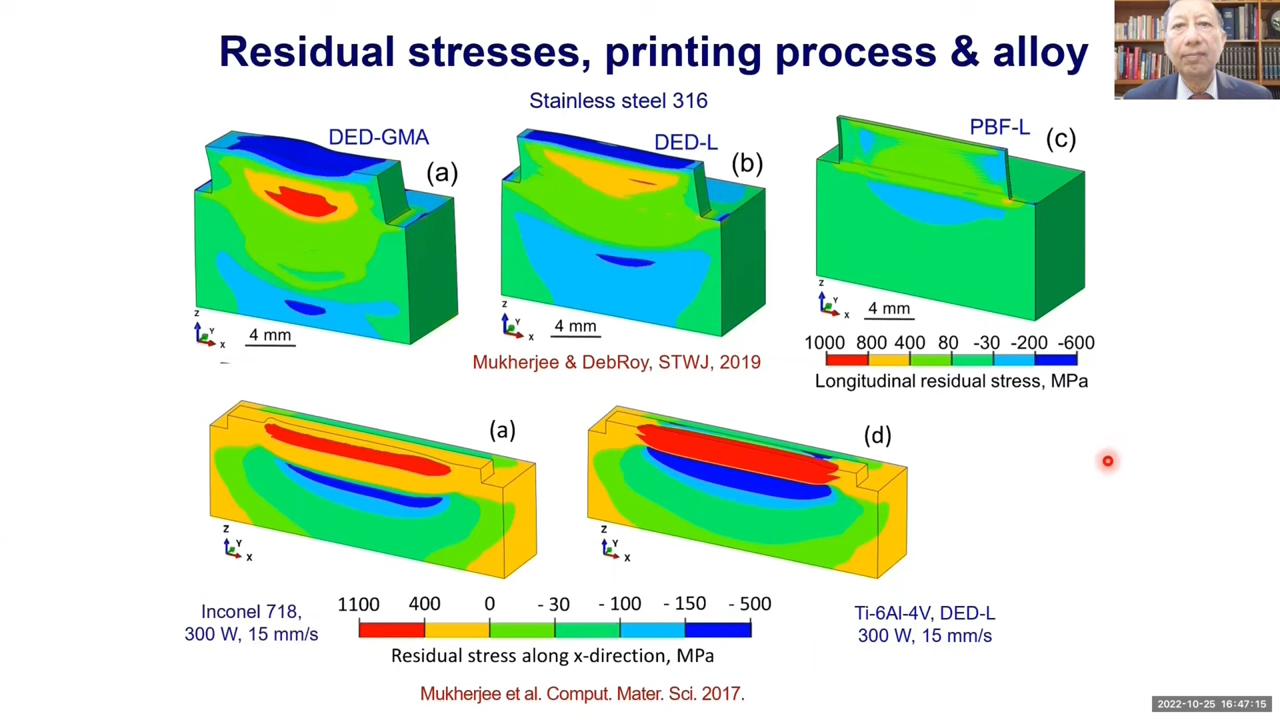 Residual stresses, printing process & alloy
Stainless steel 316
DED-GMA
(a)
DED-L
(b)
PBF-L
(c)
Z
Y
X
4 mm
Z
Y
X
4 mm
Z
Y
X
4 mm
1000 800 400 80 -30 -200 -600
Longitudinal residual stress, MPa
Mukherjee & DebRoy, STWJ, 2019
(a)
(d)
Z
Y
X
Z
Y
X
Inconel 718,
300 W, 15 mm/s
1100 400 0 - 30 - 100 - 150 - 500
Residual stress along x-direction, MPa
Ti-6Al-4V, DED-L
300 W, 15 mm/s
Mukherjee et al. Comput. Mater. Sci. 2017.
2022-10-25 16:47:15